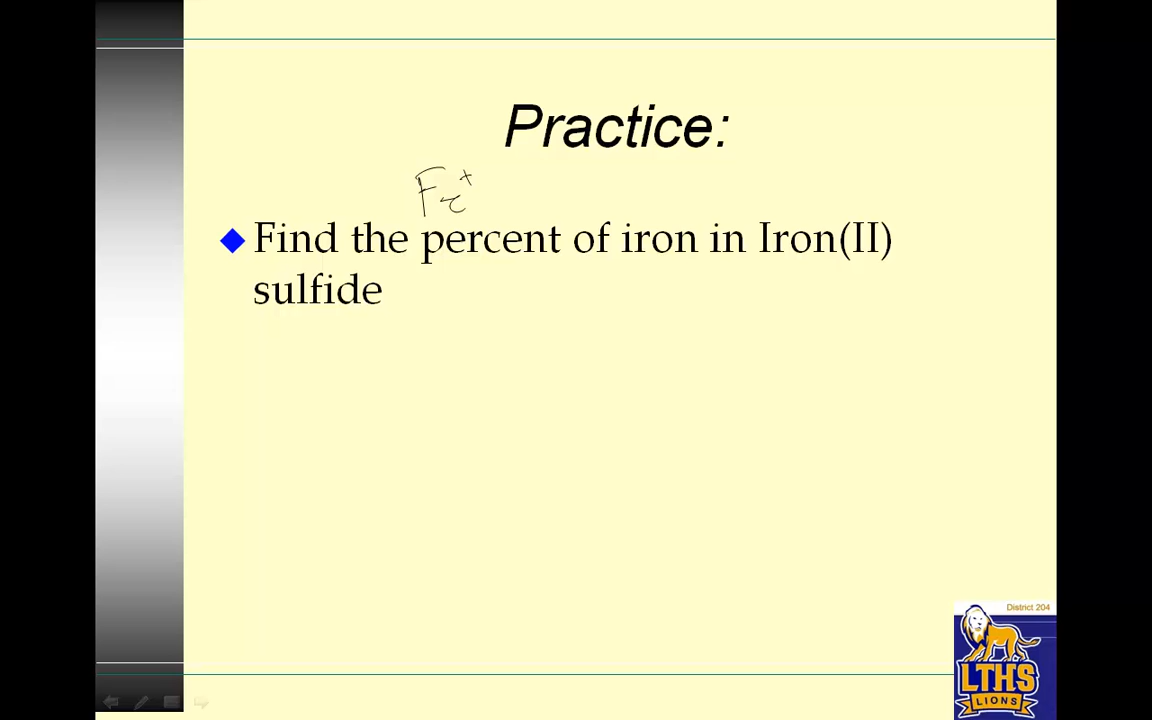 Practice:
Fe+
Find the percent of iron in Iron(II)
sulfide
District 204
LTHS
LIONS